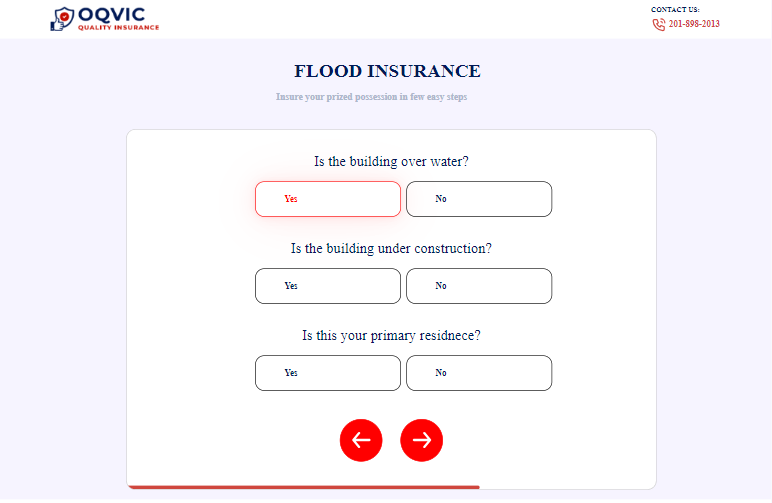 OQVIC
QUALITY INSURANCE
CONTACT US:
201-898-2013
FLOOD INSURANCE
Insure your prized possession in few easy steps
Is the building over water?
Yes No
Is the building under construction?
Yes No
Is this your primary residnece?
Yes No